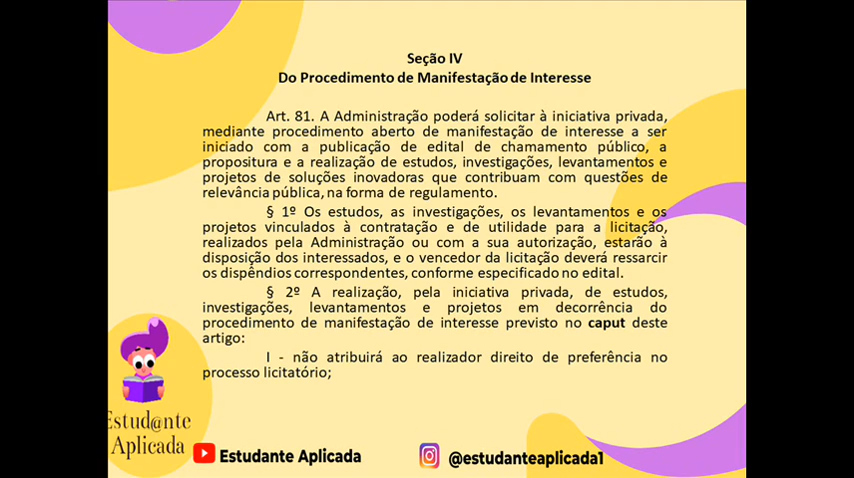 Seção IV
Do Procedimento de Manifestação de Interesse
Art. 81. A Administração poderá solicitar à iniciativa privada,
mediante procedimento aberto de manifestação de interesse a ser
iniciado com a publicação de edital de chamamento público, a
propositura e a realização de estudos, investigações, levantamentos e
projetos de soluções inovadoras que contribuam com questões de
relevância pública, na forma de regulamento.
§ 1º Os estudos, as investigações, os levantamentos e os
projetos vinculados à contratação e de utilidade para a licitação,
realizados pela Administração ou com a sua autorização, estarão à
disposição dos interessados, e o vencedor da licitação deverá ressarcir
os dispêndios correspondentes, conforme especificado no edital.
§ 2º A realização, pela iniciativa privada, de estudos,
investigações, levantamentos e projetos em decorrência do
procedimento de manifestação de interesse previsto no caput deste
artigo:
I - não atribuirá ao realizador direito de preferência no
processo licitatório;
Estud@nte
Aplicada
Estudante Aplicada
@estudanteaplicada1